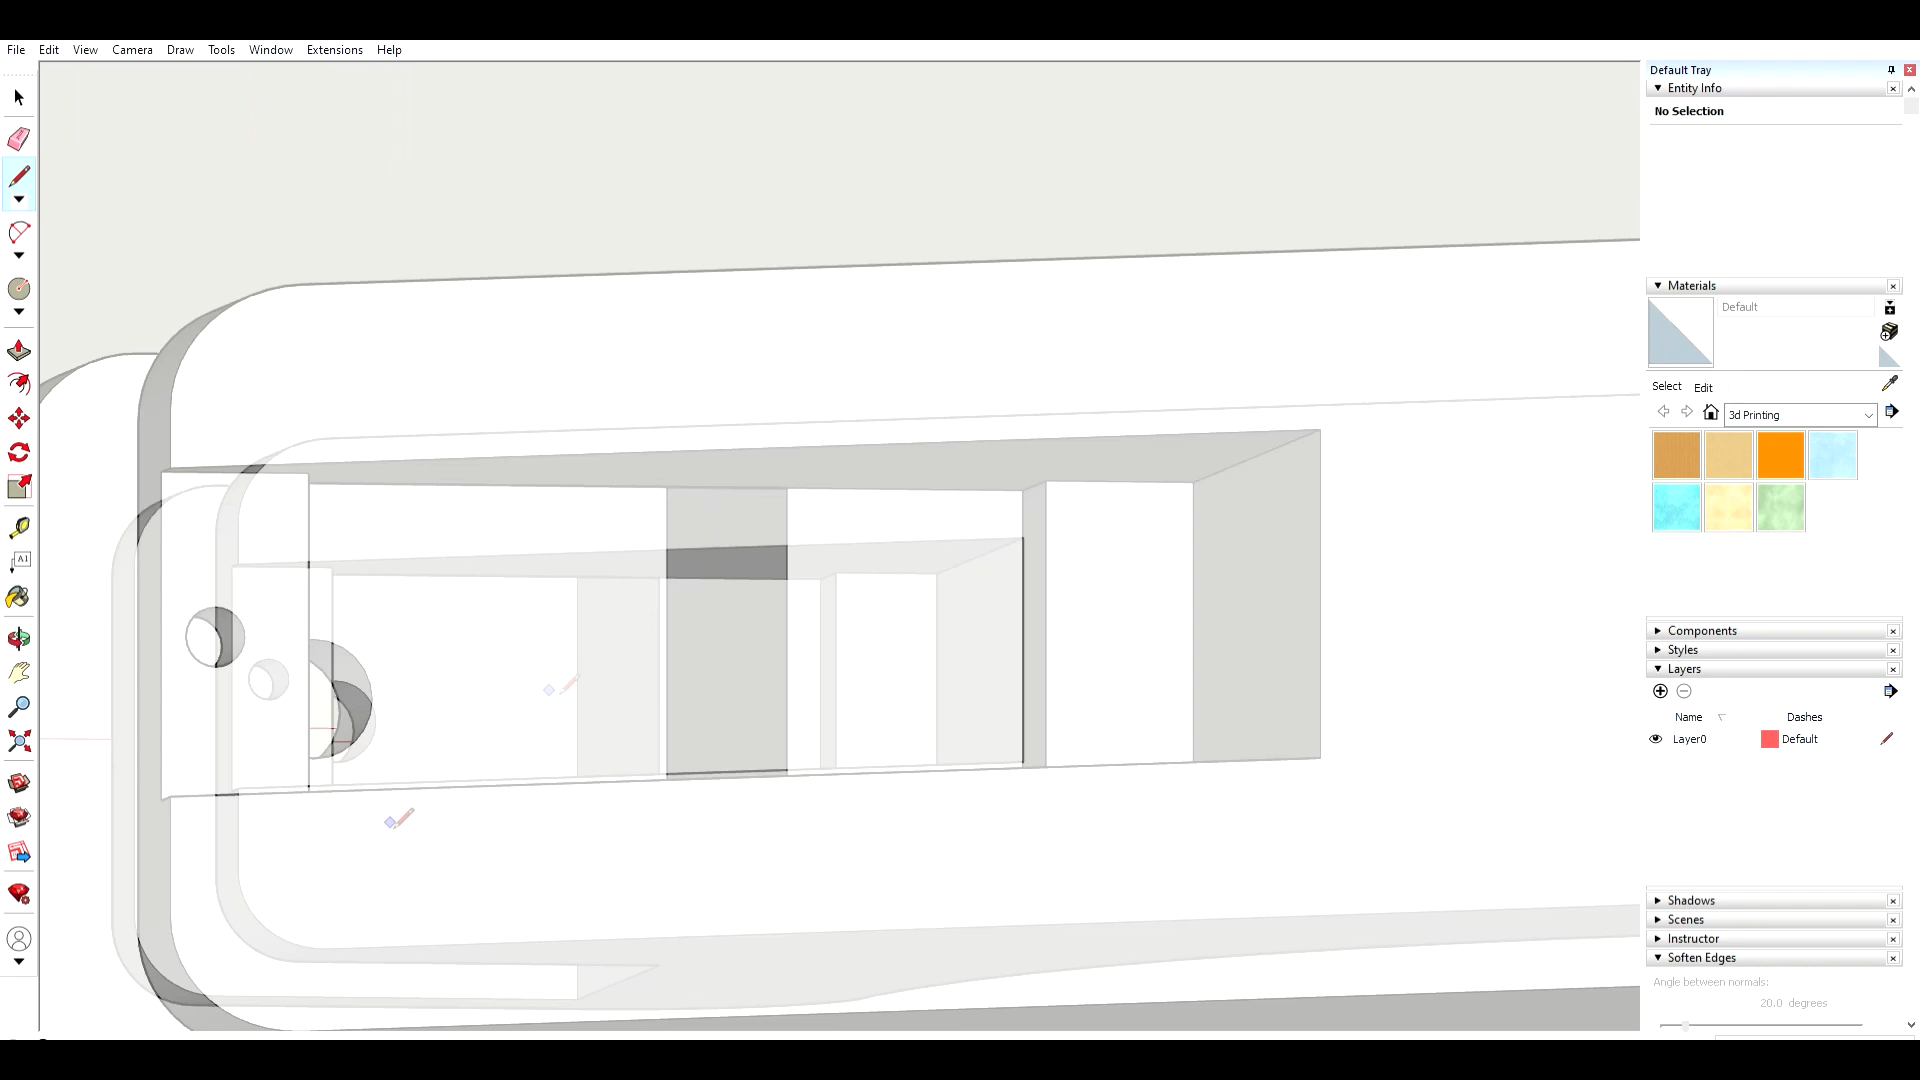 File Edit View Camera Draw Tools Window Extensions Help
Default Tray
Entity Info
No Selection
Materials
Default
Select Edit
3d Printing
A1
Components
Styles
Layers
Name Dashes
Layer0 Default
Shadows
Scenes
Instructor
Soften Edges
Angle between normals:
20.0 degrees